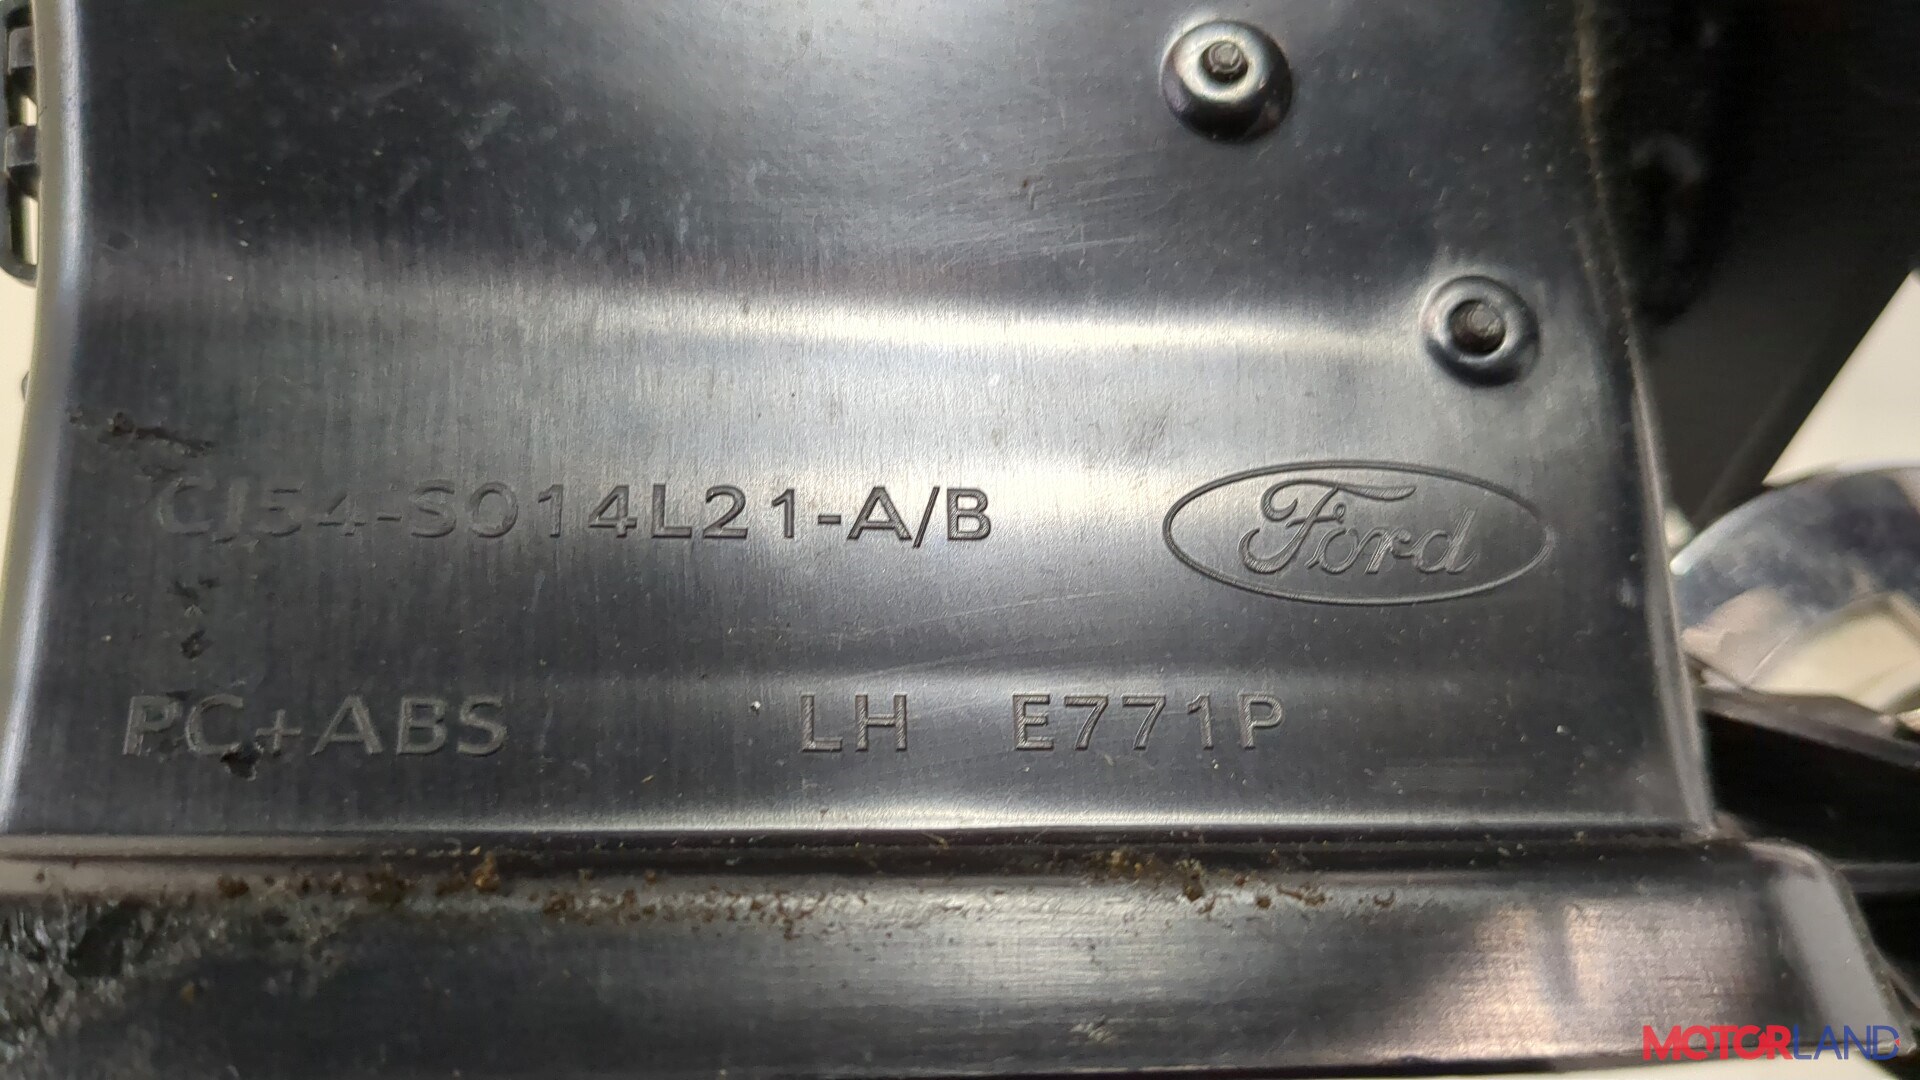 CJ54-S014L21-A/B
Ford
PC+ABS LH E771P
MOTORLAND